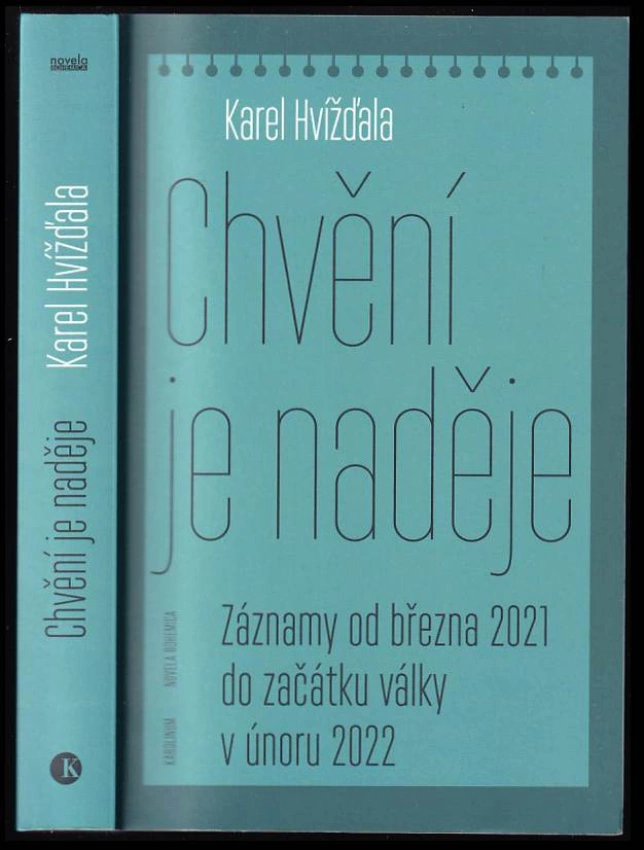 novela
BOHEMICA
Karel Hvížďala
Chvění je naděje
K
Karel Hvížďala
Chvění
je naděje
Záznamy od března 2021
do začátku války
v únoru 2022
KAROLINUM NOVELA BOHEMICA